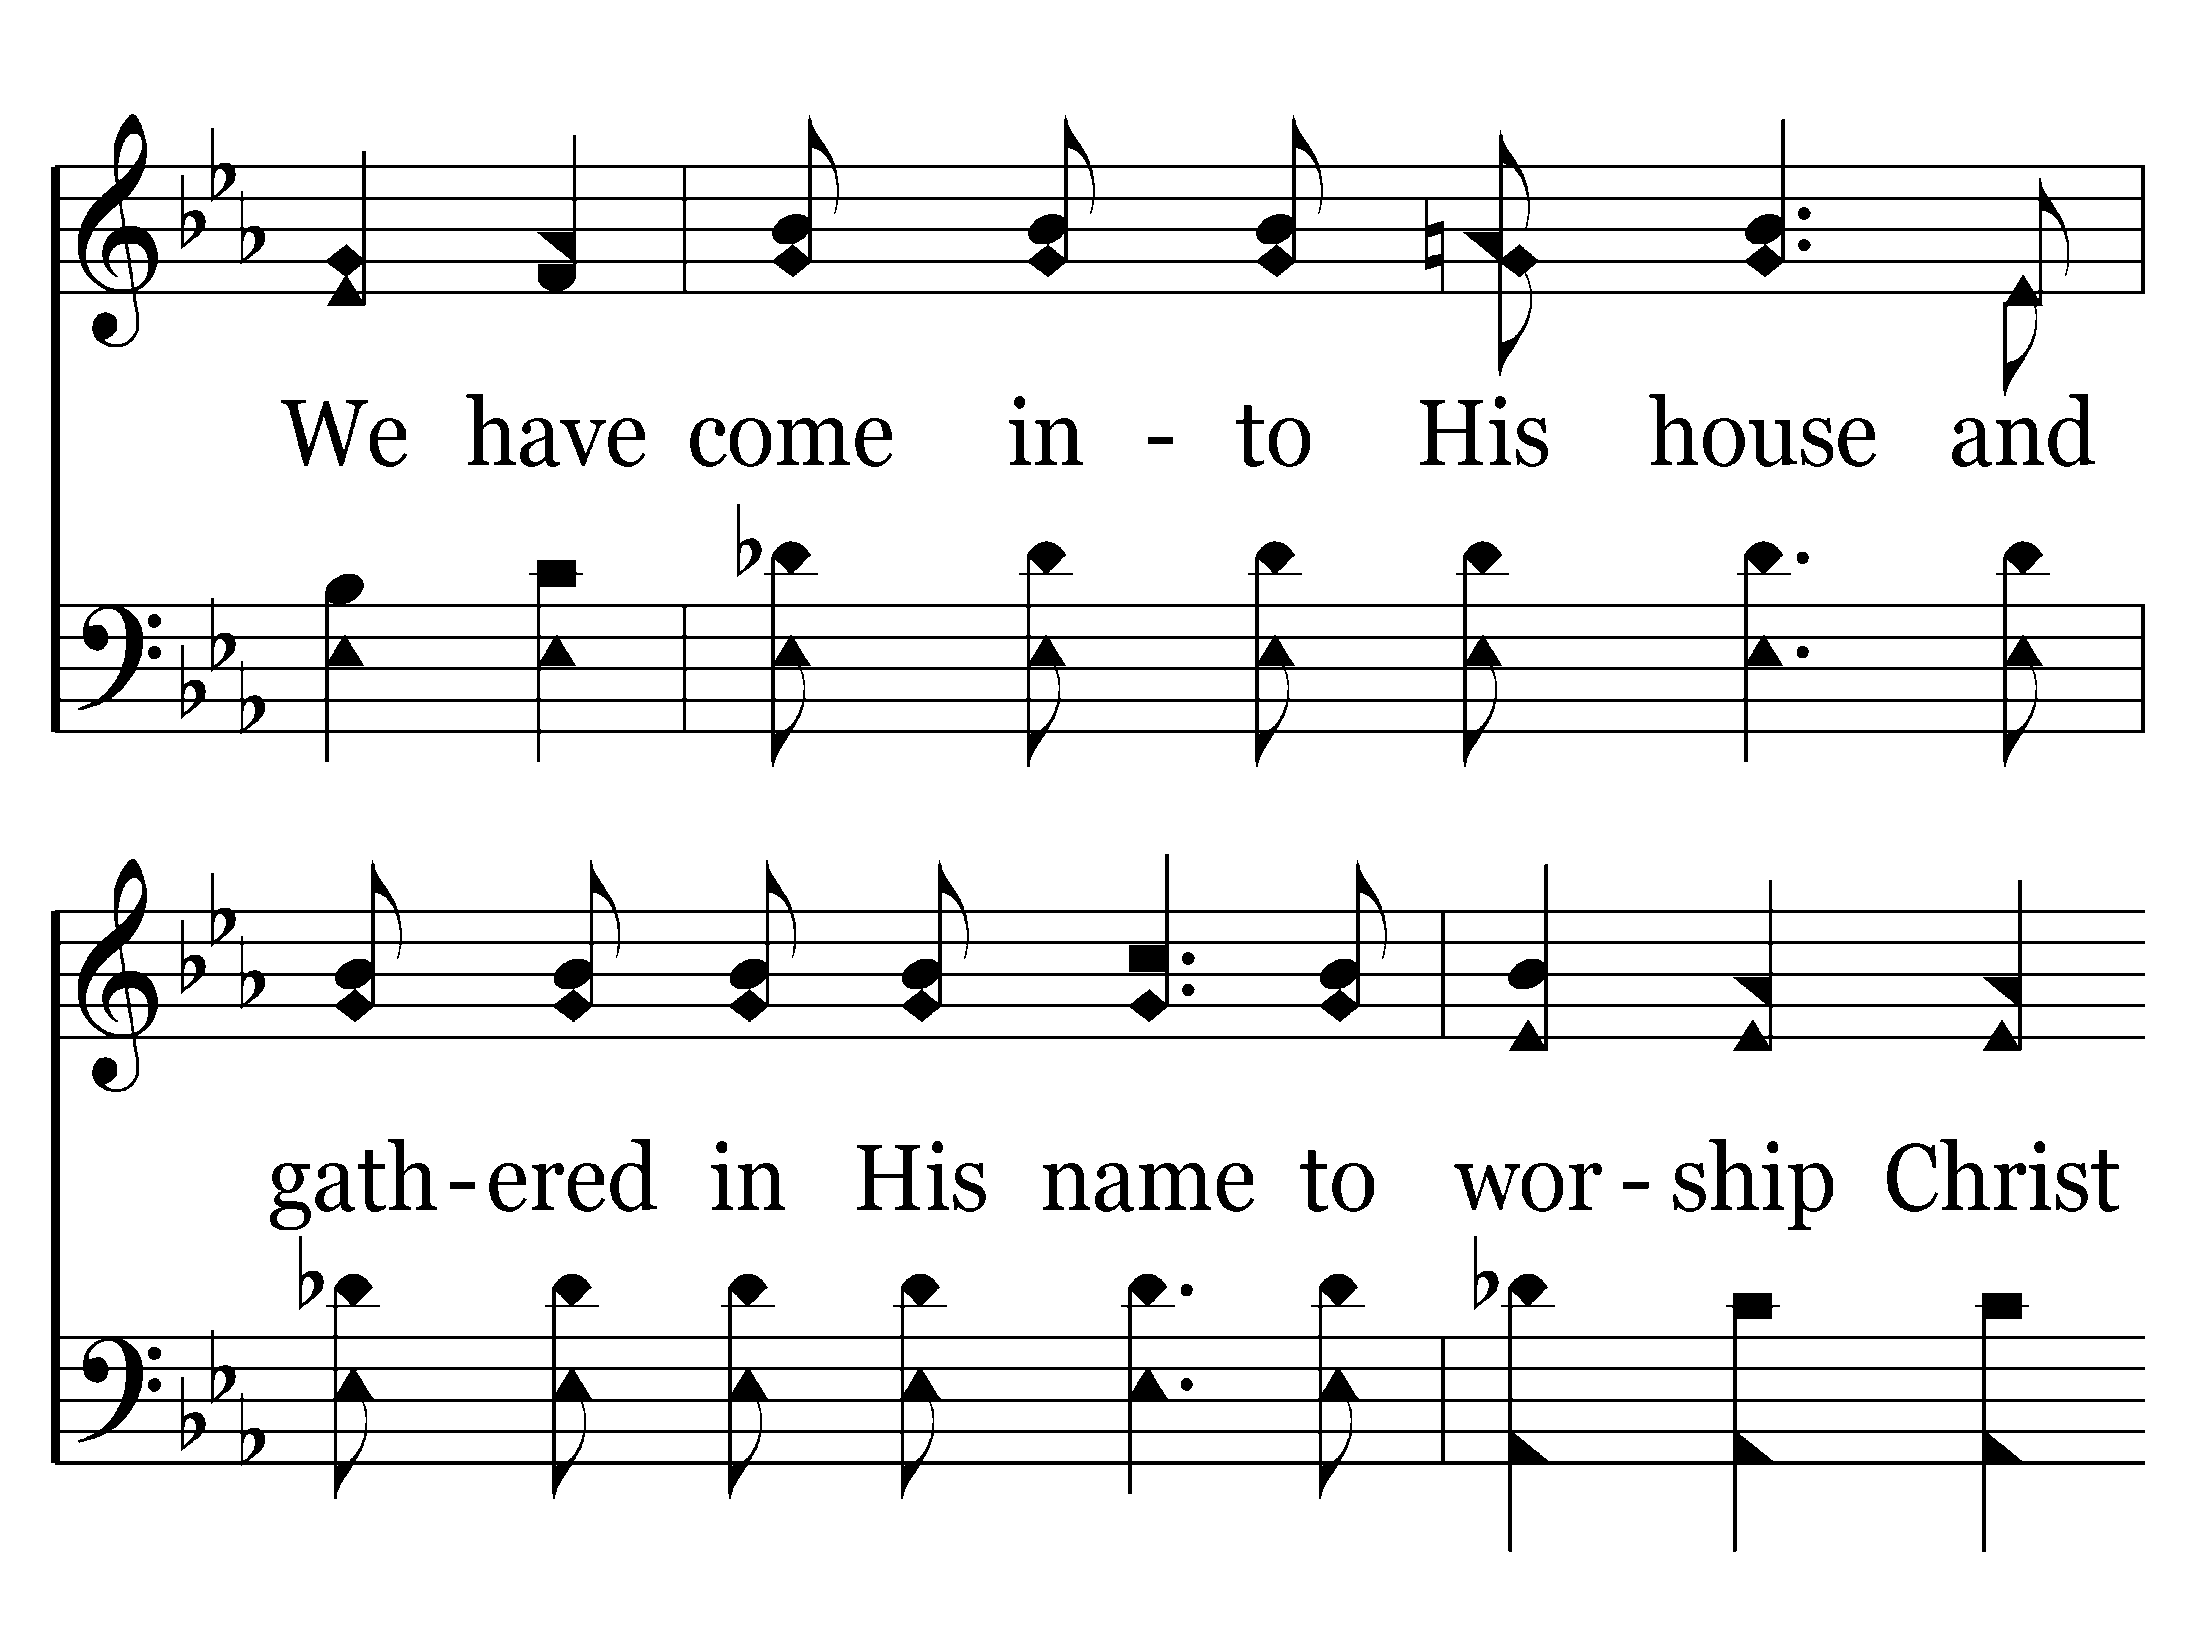 We have come in - to His house and
gath - ered in His name to wor - ship Christ